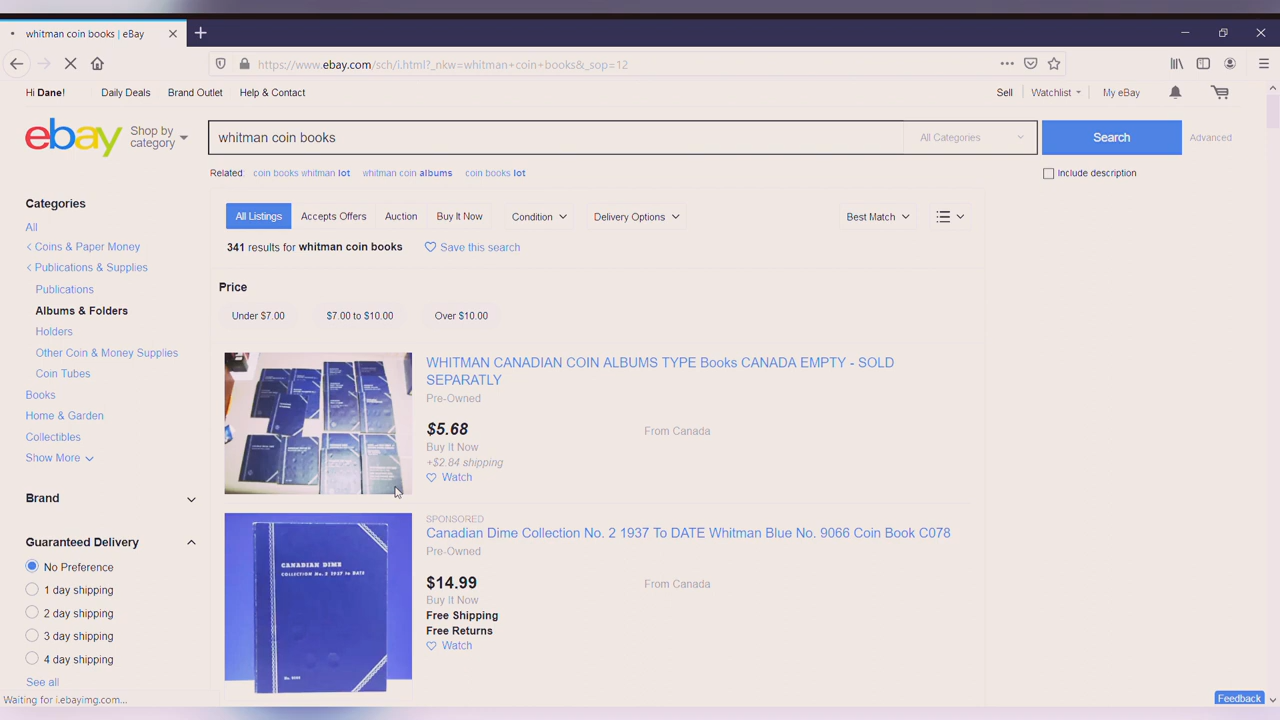 whitman coin books | eBay
https://www.ebay.com/sch/i.html?_nkw=whitman+coin+books&_sop=12
Hi Dane!
Daily Deals
Brand Outlet
Help & Contact
Sell
Watchlist
My eBay
ebay
Shop by
category
whitman coin books
All Categories
Search
Advanced
Related
coin books whitman lot
whitman coin albums
coin books lot
Include description
Categories
All
Coins & Paper Money
Publications & Supplies
Publications
Albums & Folders
Holders
Other Coin & Money Supplies
Coin Tubes
Books
Home & Garden
Collectibles
Show More
Brand
Guaranteed Delivery
No Preference
1 day shipping
2 day shipping
3 day shipping
4 day shipping
See all
All Listings
Accepts Offers
Auction
Buy It Now
Condition
Delivery Options
Best Match
341 results for whitman coin books
Save this search
Price
Under $7.00
$7.00 to $10.00
Over $10.00
WHITMAN CANADIAN COIN ALBUMS TYPE Books CANADA EMPTY - SOLD
SEPARATLY
Pre-Owned
$5.68
From Canada
Buy It Now
+$2.84 shipping
Watch
CANADIAN DIME
COLLECTION No. 2 1937 to DATE
No. 9066
SPONSORED
Canadian Dime Collection No. 2 1937 To DATE Whitman Blue No. 9066 Coin Book C078
Pre-Owned
$14.99
From Canada
Buy It Now
Free Shipping
Free Returns
Watch
Waiting for i.ebayimg.com...
Feedback